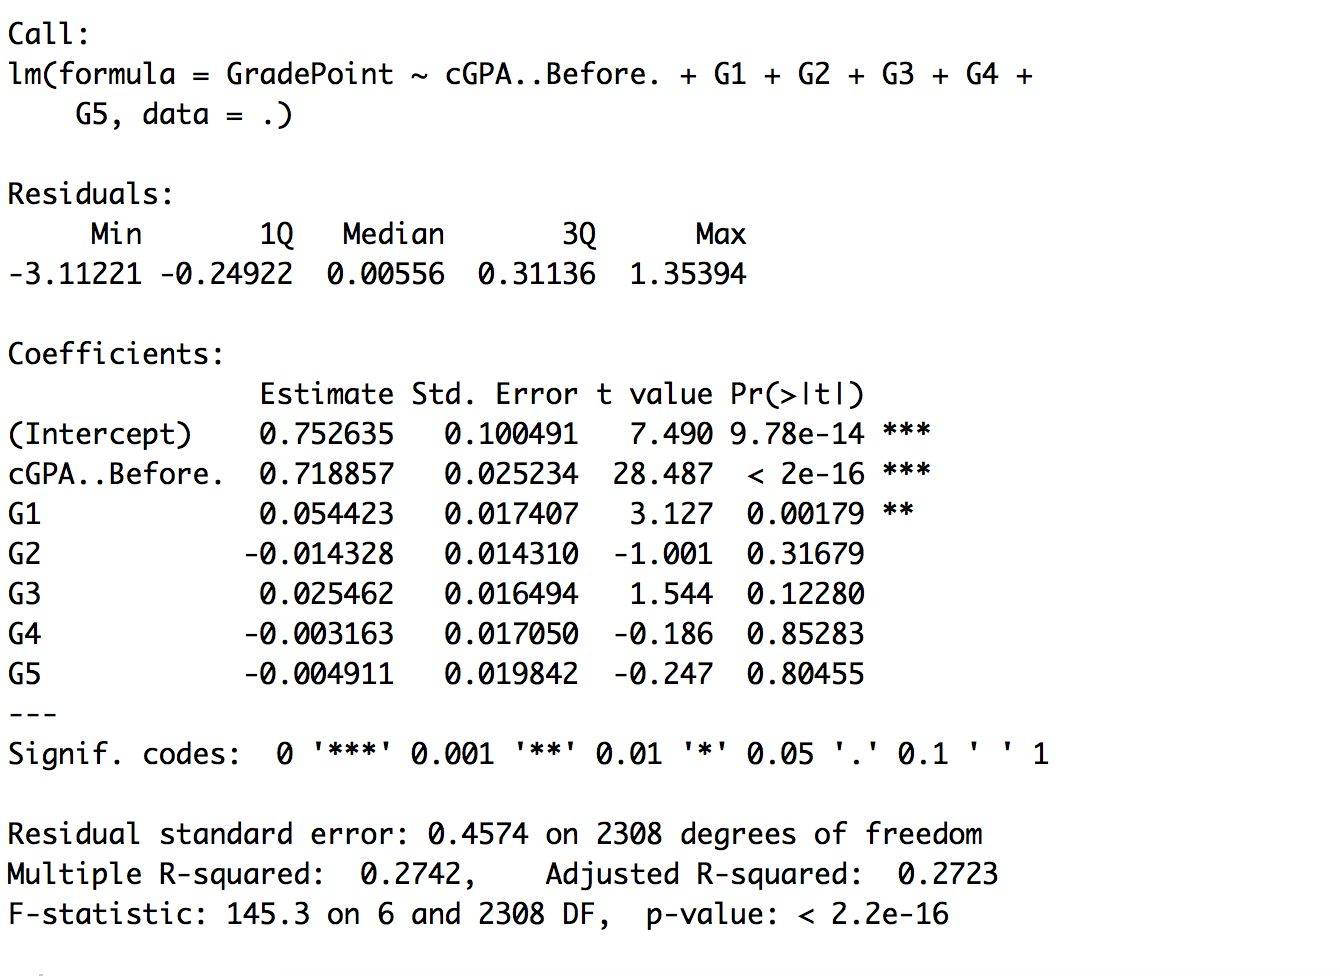 Call:
lm(formula = GradePoint ~ cGPA..Before. + G1 + G2 + G3 + G4 +
    G5, data = .)

Residuals:
     Min       1Q   Median       3Q      Max
-3.11221 -0.24922  0.00556  0.31136  1.35394

Coefficients:
               Estimate Std. Error t value Pr(>|t|)
(Intercept)    0.752635   0.100491   7.490 9.78e-14 ***
cGPA..Before.  0.718857   0.025234  28.487  < 2e-16 ***
G1             0.054423   0.017407   3.127  0.00179 **
G2            -0.014328   0.014310  -1.001  0.31679
G3             0.025462   0.016494   1.544  0.12280
G4            -0.003163   0.017050  -0.186  0.85283
G5            -0.004911   0.019842  -0.247  0.80455
---
Signif. codes:  0 '***' 0.001 '**' 0.01 '*' 0.05 '.' 0.1 ' ' 1

Residual standard error: 0.4574 on 2308 degrees of freedom
Multiple R-squared:  0.2742,    Adjusted R-squared:  0.2723
F-statistic: 145.3 on 6 and 2308 DF,  p-value: < 2.2e-16